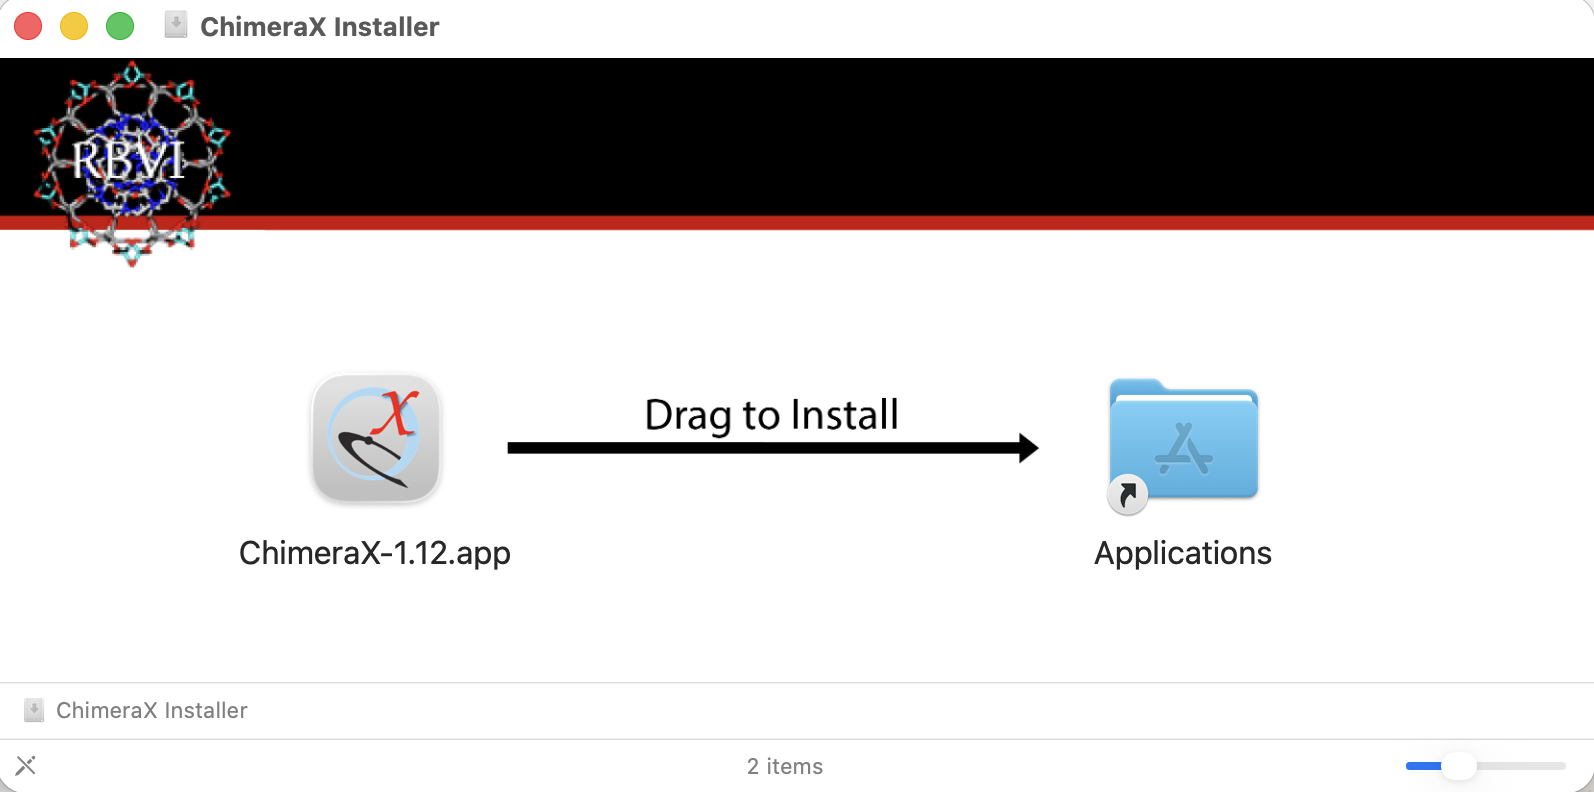 ChimeraX Installer
RBVI
Drag to Install
ChimeraX-1.12.app
Applications
ChimeraX Installer
2 items